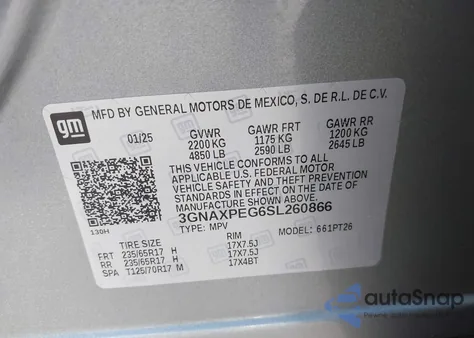 gm
MFD BY GENERAL MOTORS DE MEXICO, S. DE R.L. DE C.V.
01/25 GVWR GAWR FRT GAWR RR
2200 KG 1175 KG 1200 KG
4850 LB 2590 LB 2645 LB
THIS VEHICLE CONFORMS TO ALL
APPLICABLE U.S. FEDERAL MOTOR
VEHICLE SAFETY, BUMPER, AND THEFT
PREVENTION STANDARDS IN EFFECT ON
THE DATE OF MANUFACTURE SHOWN ABOVE.
3GNAXPEG6SL260866
130H TYPE: MPV MODEL: 661PT26
TIRE SIZE RIM
FRT 235/65R17 H 17X7.5J
RR 235/65R17 H 17X7.5J
SPA T125/70R17 M 17X4BT
autoSnap